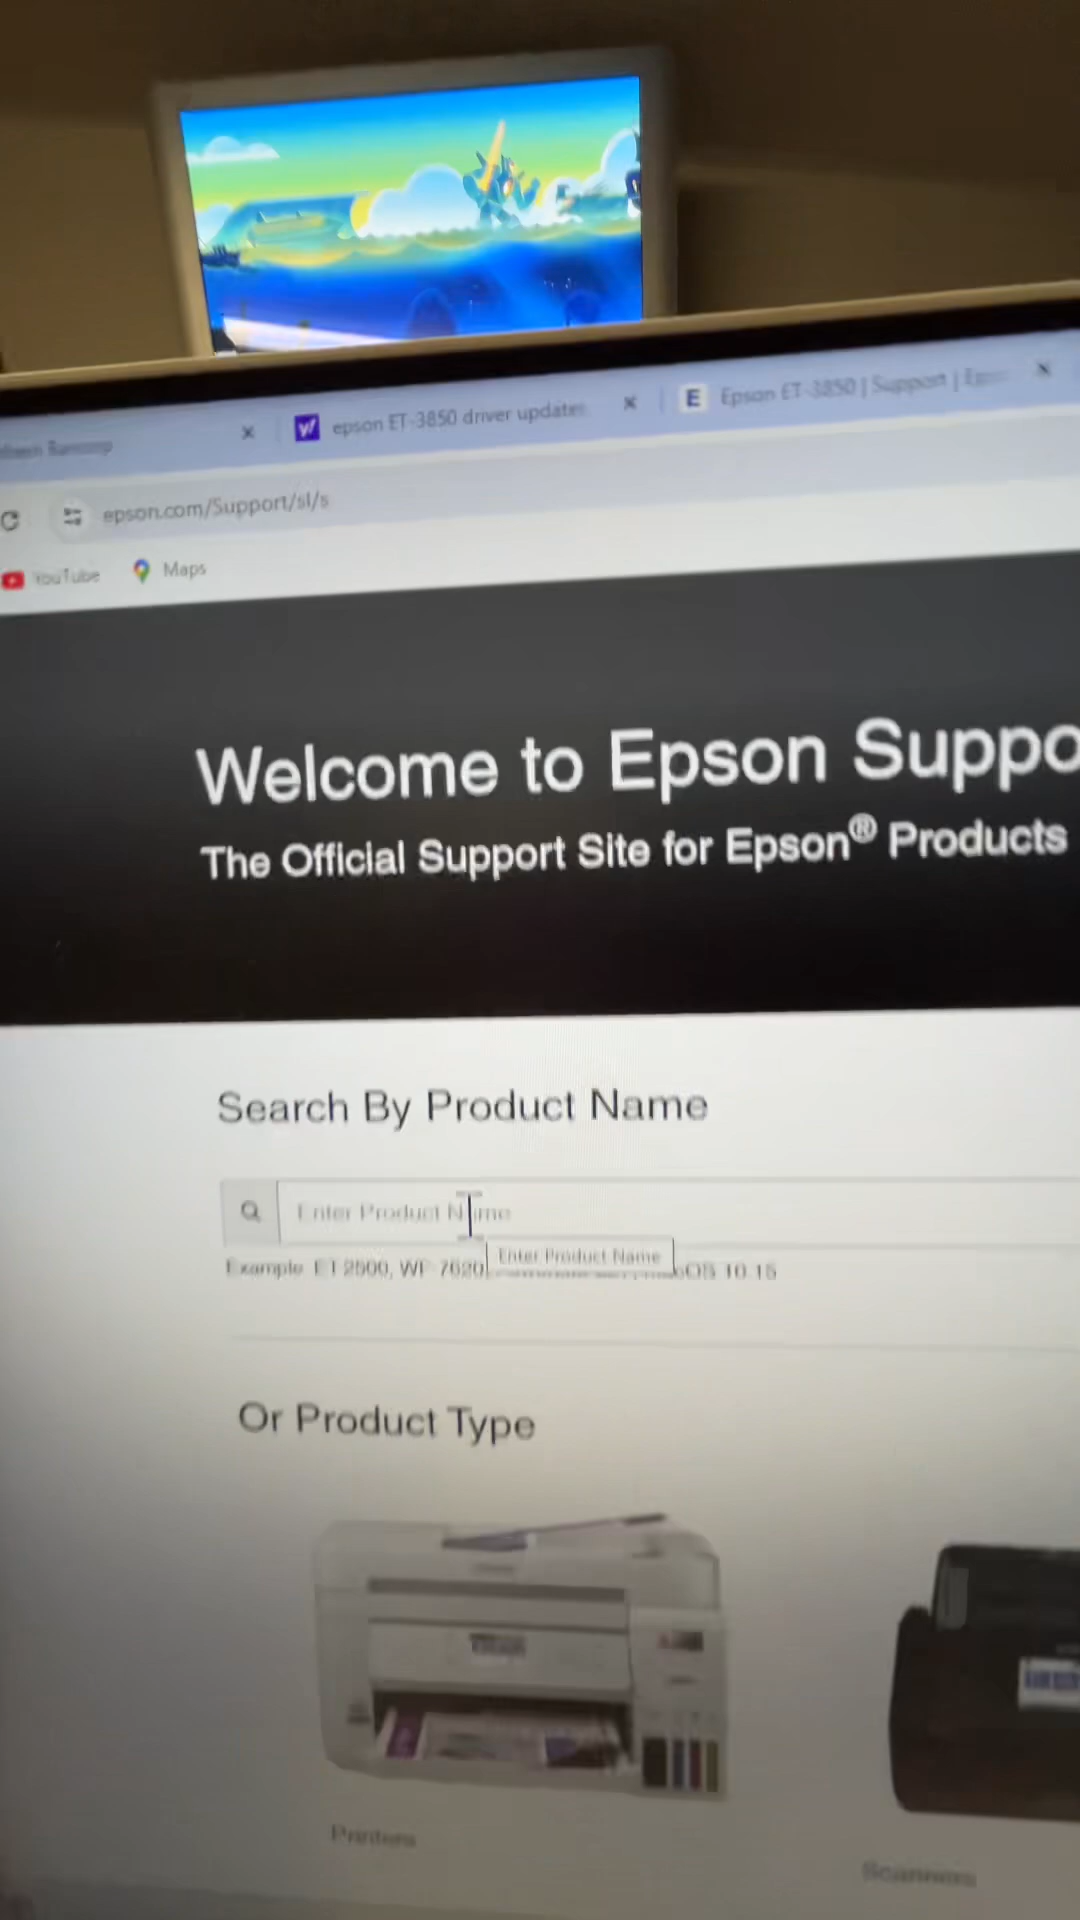 epson ET-3850 driver updates
E Epson ET-3850 | Support |
epson.com/Support/sl/s
YouTube Maps
Welcome to Epson Suppo
The Official Support Site for Epson® Products
Search By Product Name
Enter Product Name
Enter Product Name
Example ET 2500, WF 7620, OS 10 15
Or Product Type
Printers
Scanners